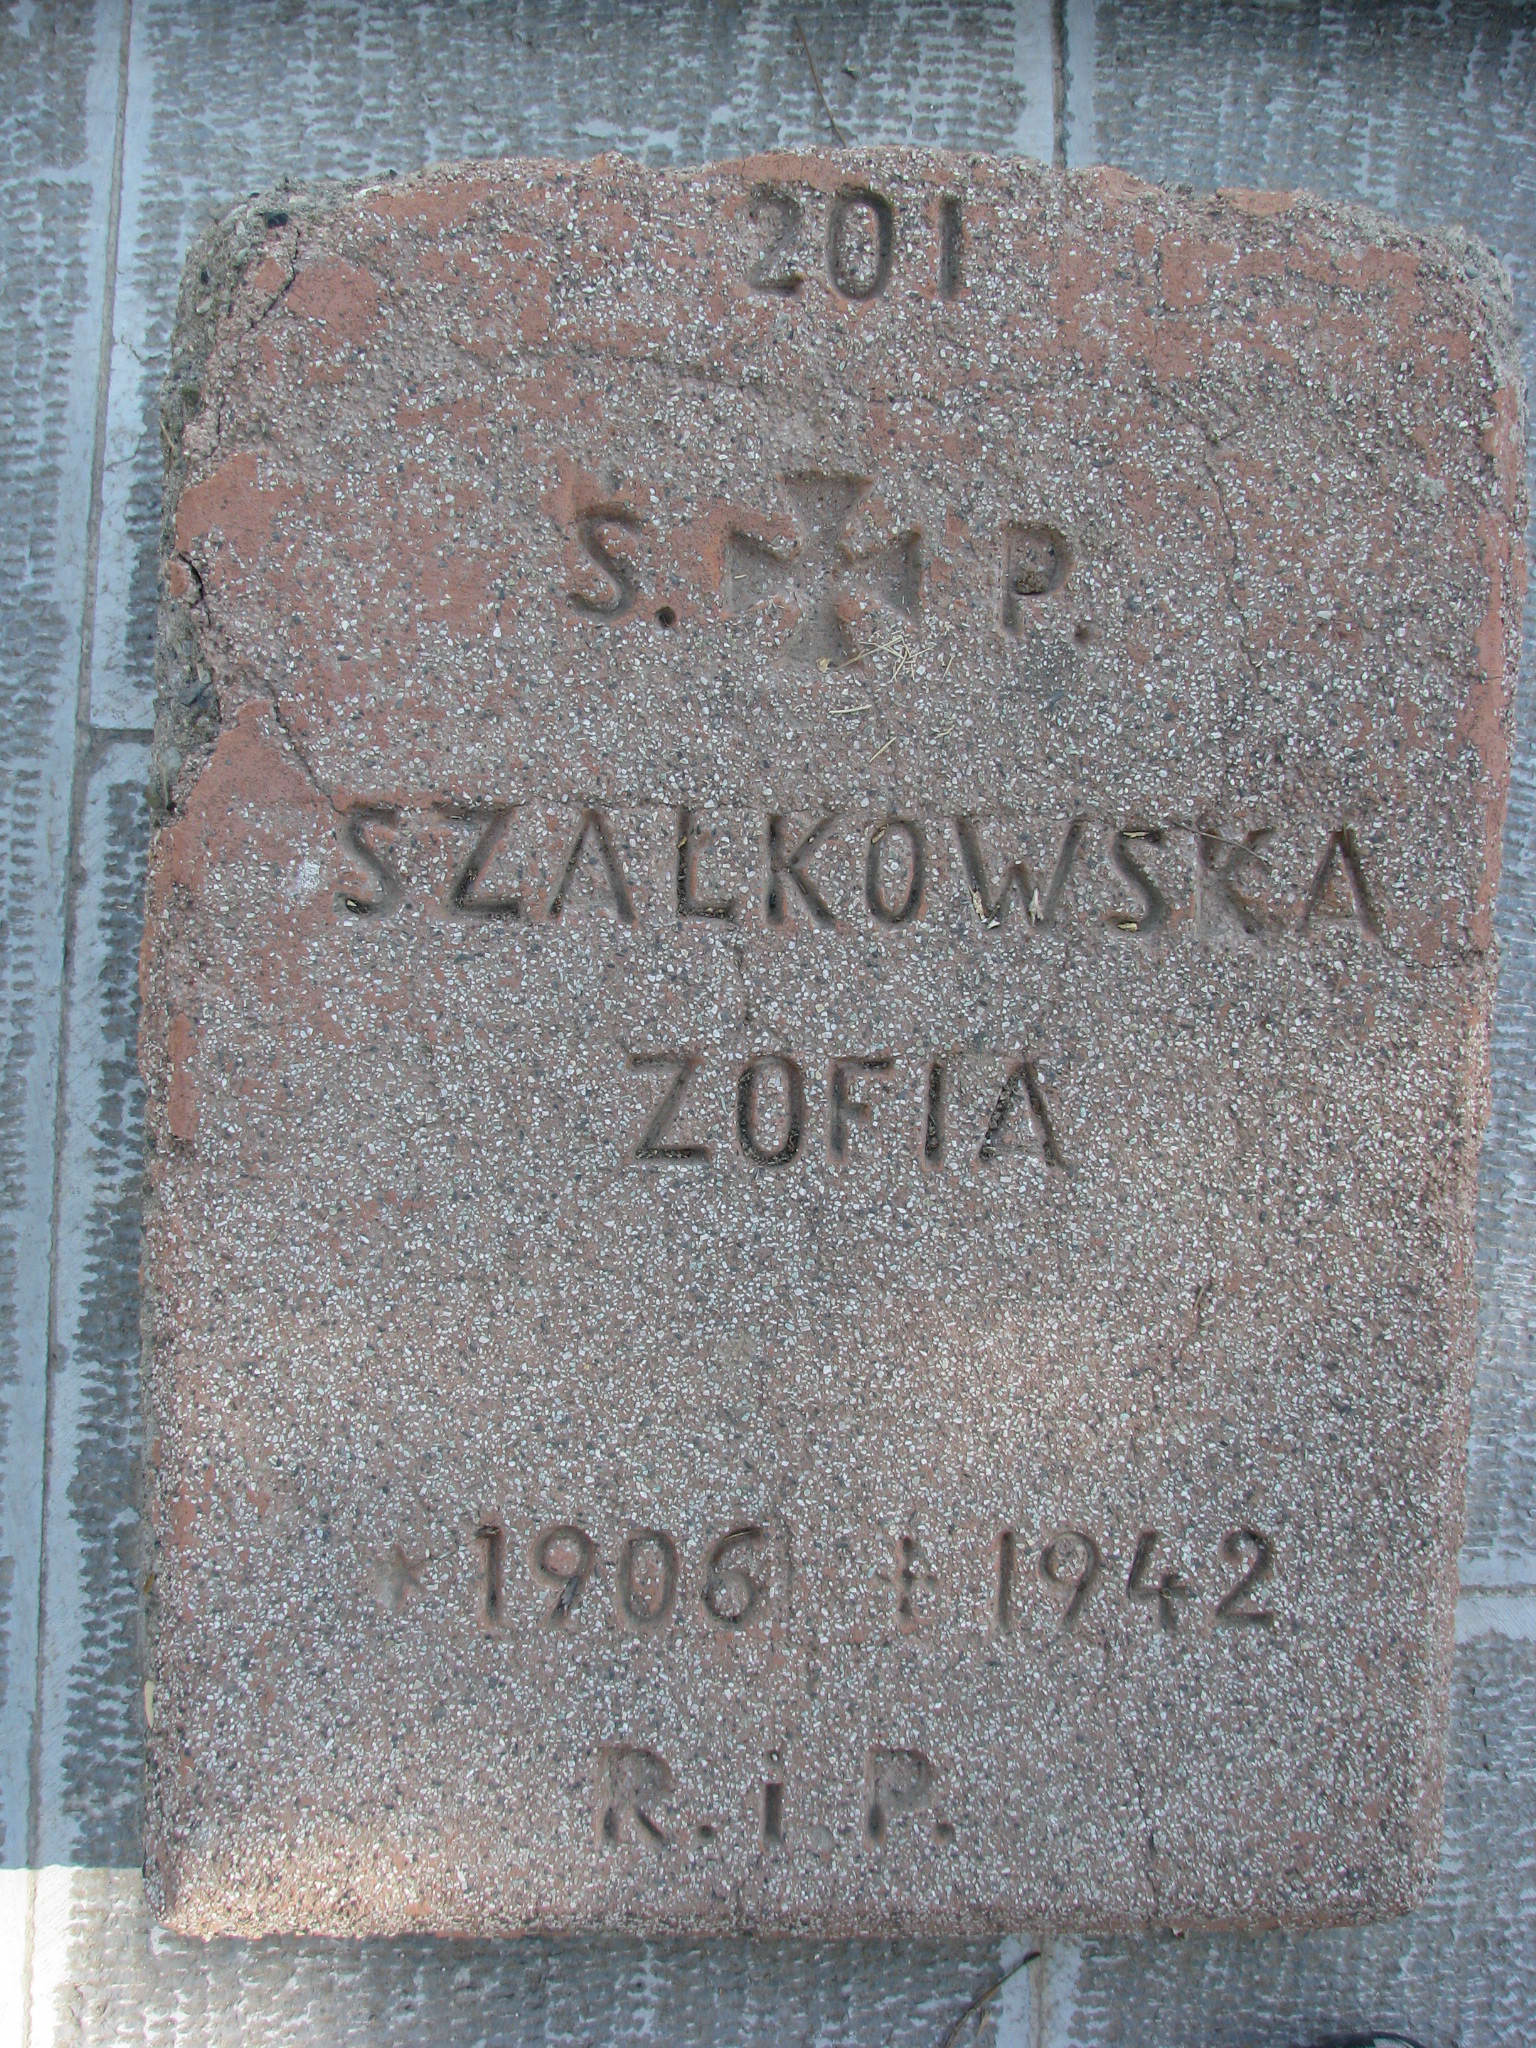 201
S. ✠ P.
SZAŁKOWSKA
ZOFIA
* 1906 † 1942
R.i.P.